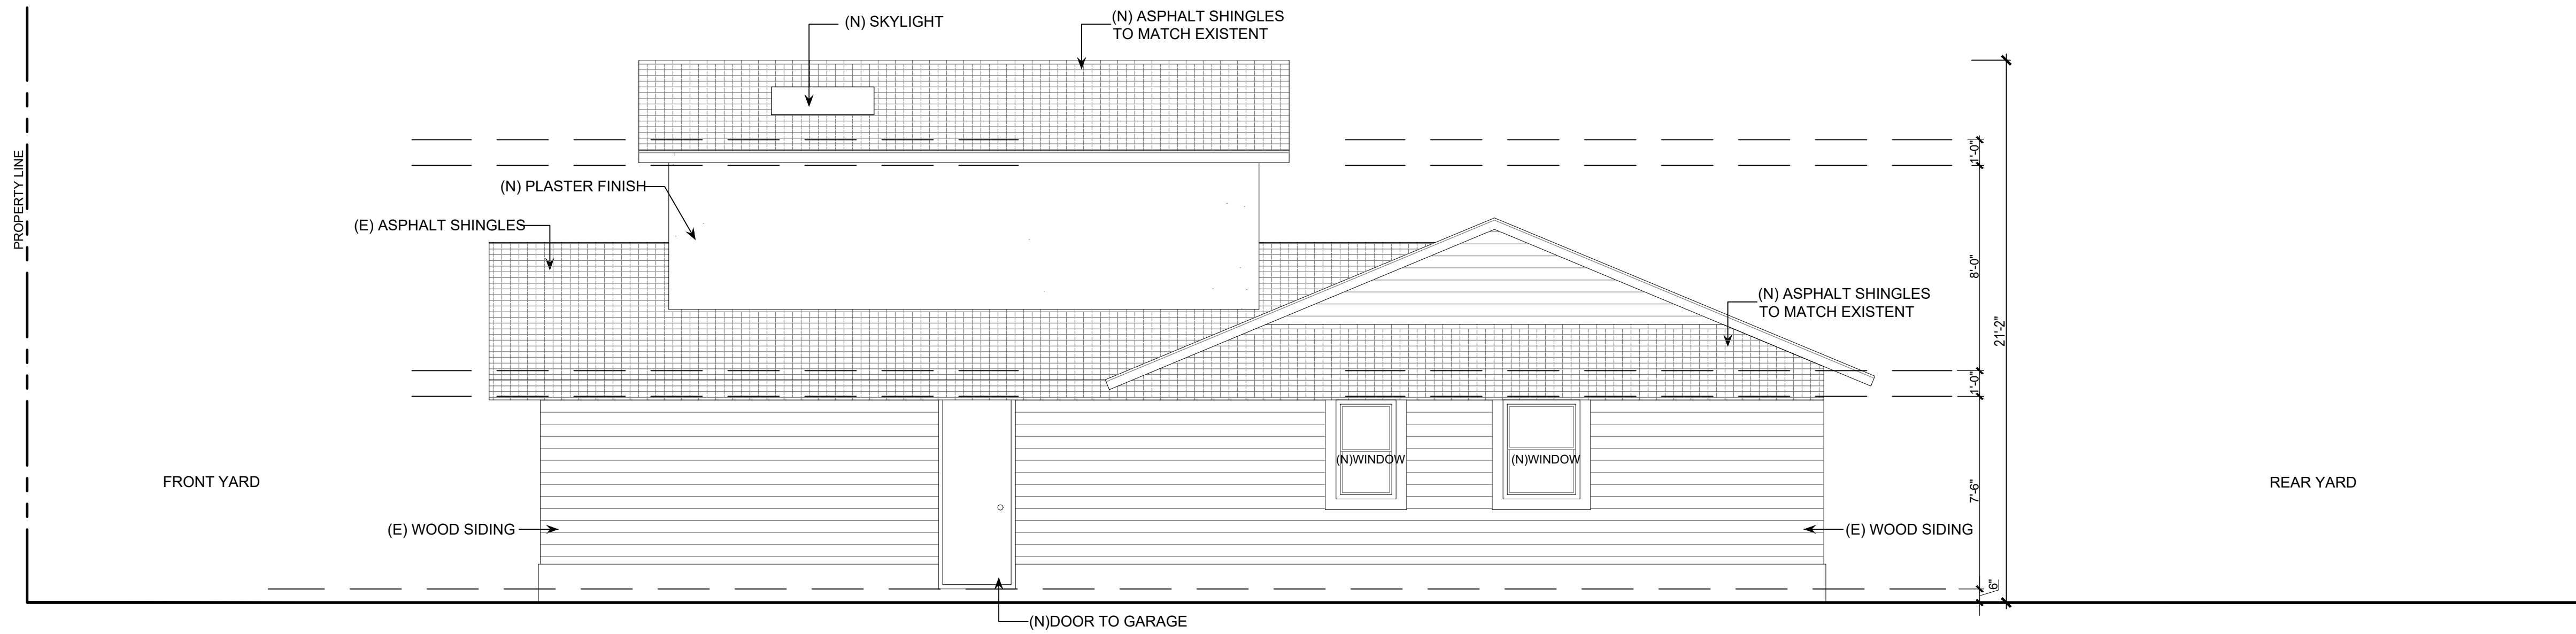 (N) SKYLIGHT
(N) ASPHALT SHINGLES
TO MATCH EXISTENT
PROPERTY LINE
1'-0"
(N) PLASTER FINISH
(E) ASPHALT SHINGLES
8'-0"
(N) ASPHALT SHINGLES
TO MATCH EXISTENT
21'-2"
1'-0"
(N)WINDOW
(N)WINDOW
FRONT YARD
7'-6"
REAR YARD
(E) WOOD SIDING
(E) WOOD SIDING
6"
(N)DOOR TO GARAGE